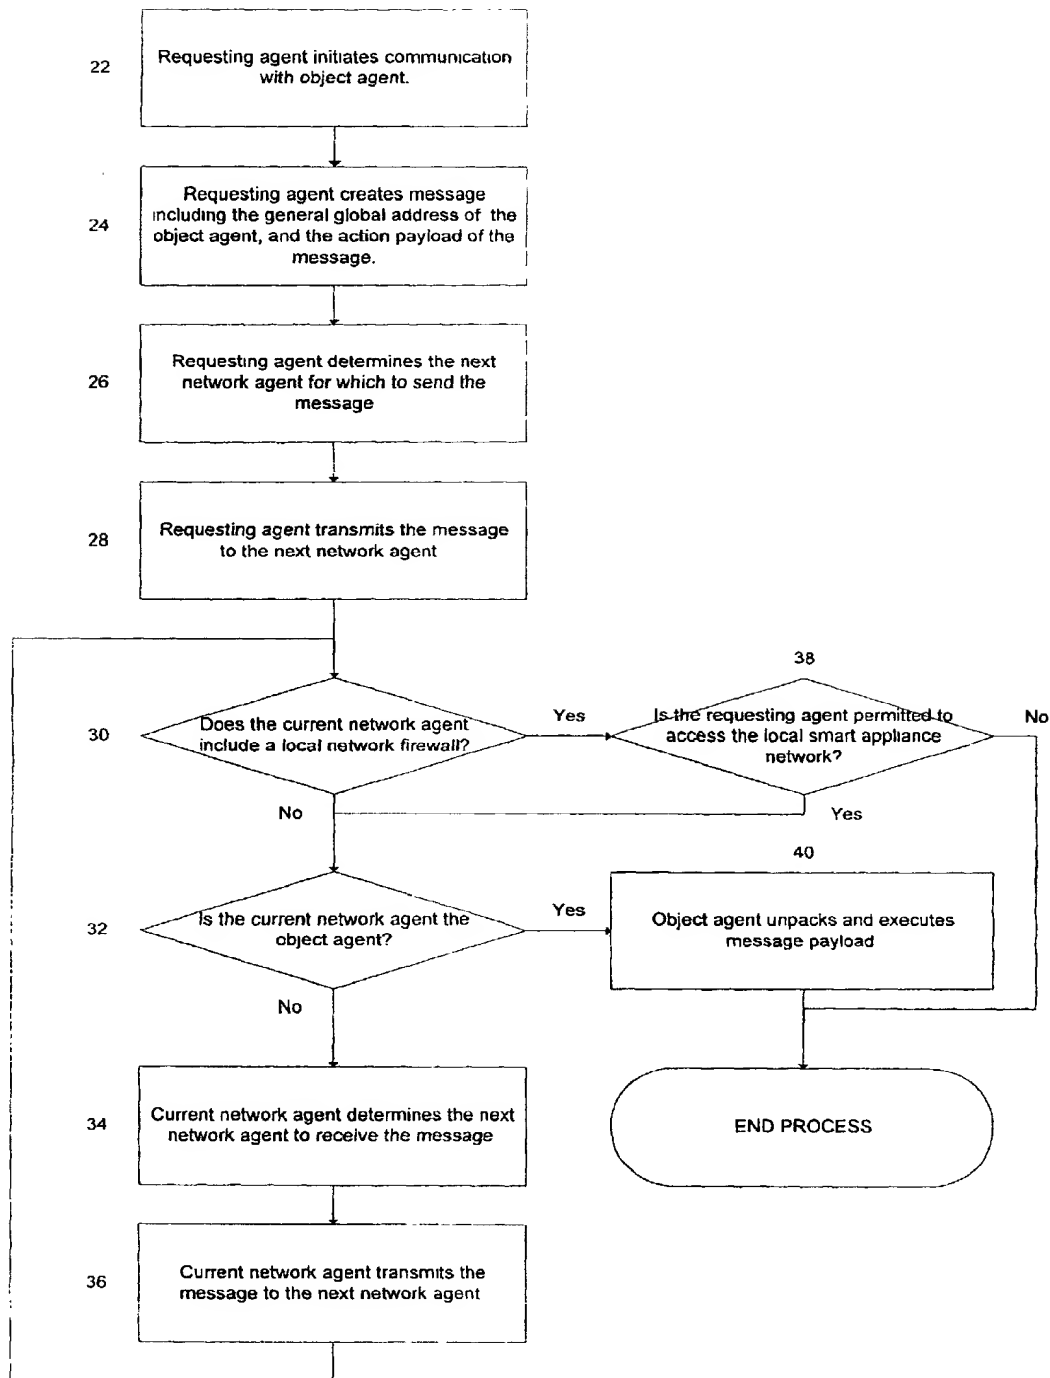 22
Requesting agent initiates communication
with object agent.
24
Requesting agent creates message
including the general global address of the
object agent, and the action payload of the
message.
26
Requesting agent determines the next
network agent for which to send the
message
28
Requesting agent transmits the message
to the next network agent
30
Does the current network agent
include a local network firewall?
Yes
No
38
Is the requesting agent permitted to
access the local smart appliance
network?
No
Yes
32
Is the current network agent the
object agent?
Yes
No
40
Object agent unpacks and executes
message payload
34
Current network agent determines the next
network agent to receive the message
END PROCESS
36
Current network agent transmits the
message to the next network agent